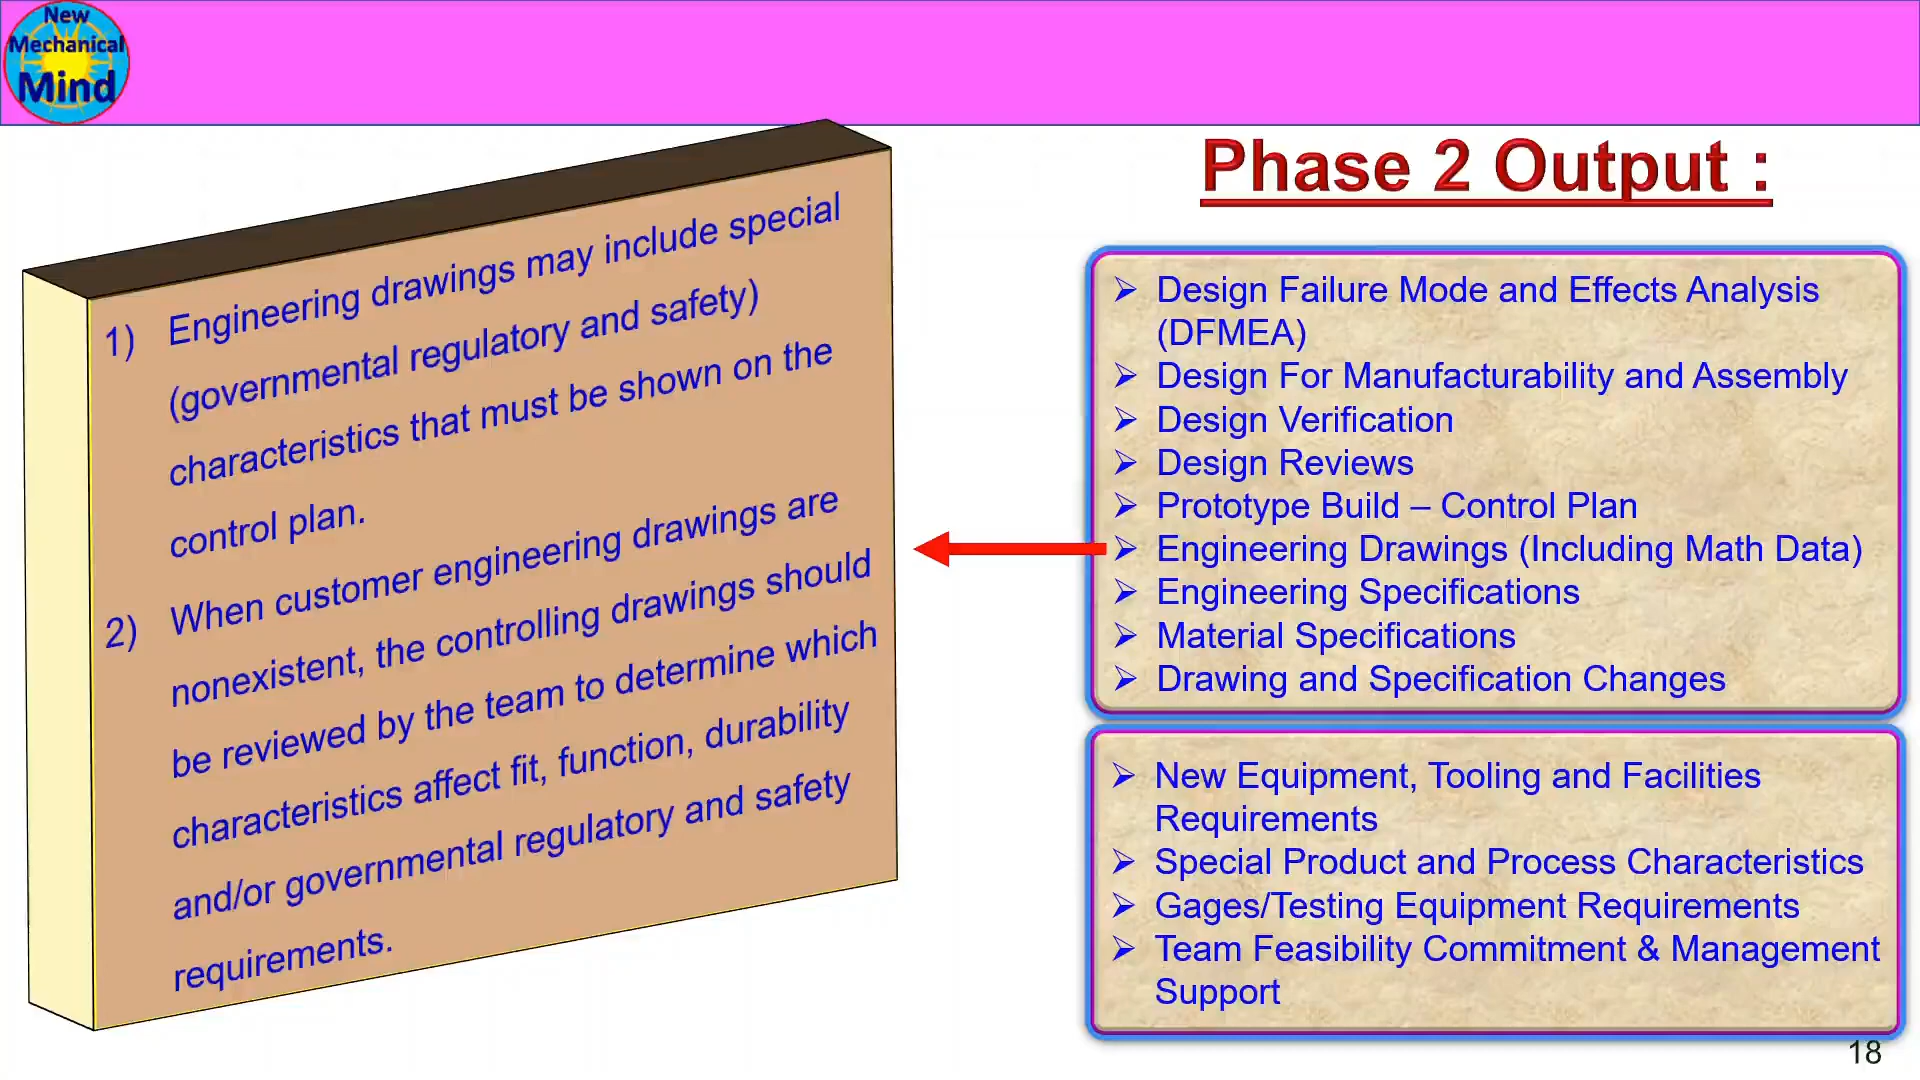 New
Mechanical
Mind
1) Engineering drawings may include special
(governmental regulatory and safety)
characteristics that must be shown on the
control plan.
2) When customer engineering drawings are
nonexistent, the controlling drawings should
be reviewed by the team to determine which
characteristics affect fit, function, durability
and/or governmental regulatory and safety
requirements.
Phase 2 Output :
➢ Design Failure Mode and Effects Analysis
(DFMEA)
➢ Design For Manufacturability and Assembly
➢ Design Verification
➢ Design Reviews
➢ Prototype Build – Control Plan
➢ Engineering Drawings (Including Math Data)
➢ Engineering Specifications
➢ Material Specifications
➢ Drawing and Specification Changes
➢ New Equipment, Tooling and Facilities
Requirements
➢ Special Product and Process Characteristics
➢ Gages/Testing Equipment Requirements
➢ Team Feasibility Commitment & Management
Support
18